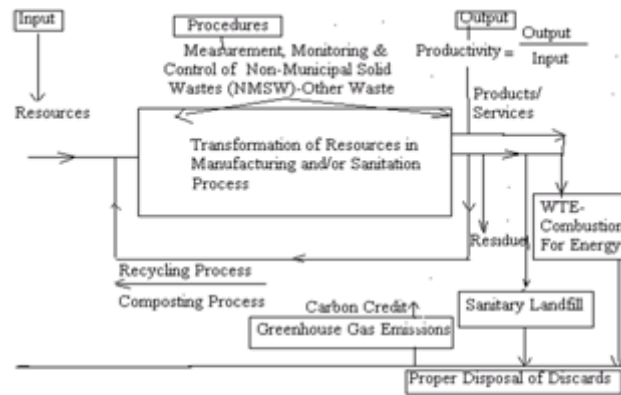 Input
Procedures
Output
Measurement, Monitoring &
Control of Non-Municipal Solid
Wastes (NMSW)-Other Waste
Productivity= Output
Input
Resources
Products/
Services
Transformation of Resources in
Manufacturing and/or Sanitation
Process
WTE-
Combustion
For Energy
Residue
Recycling Process
Composting Process
Carbon Credit
Greenhouse Gas Emissions
Sanitary Landfill
Proper Disposal of Discards